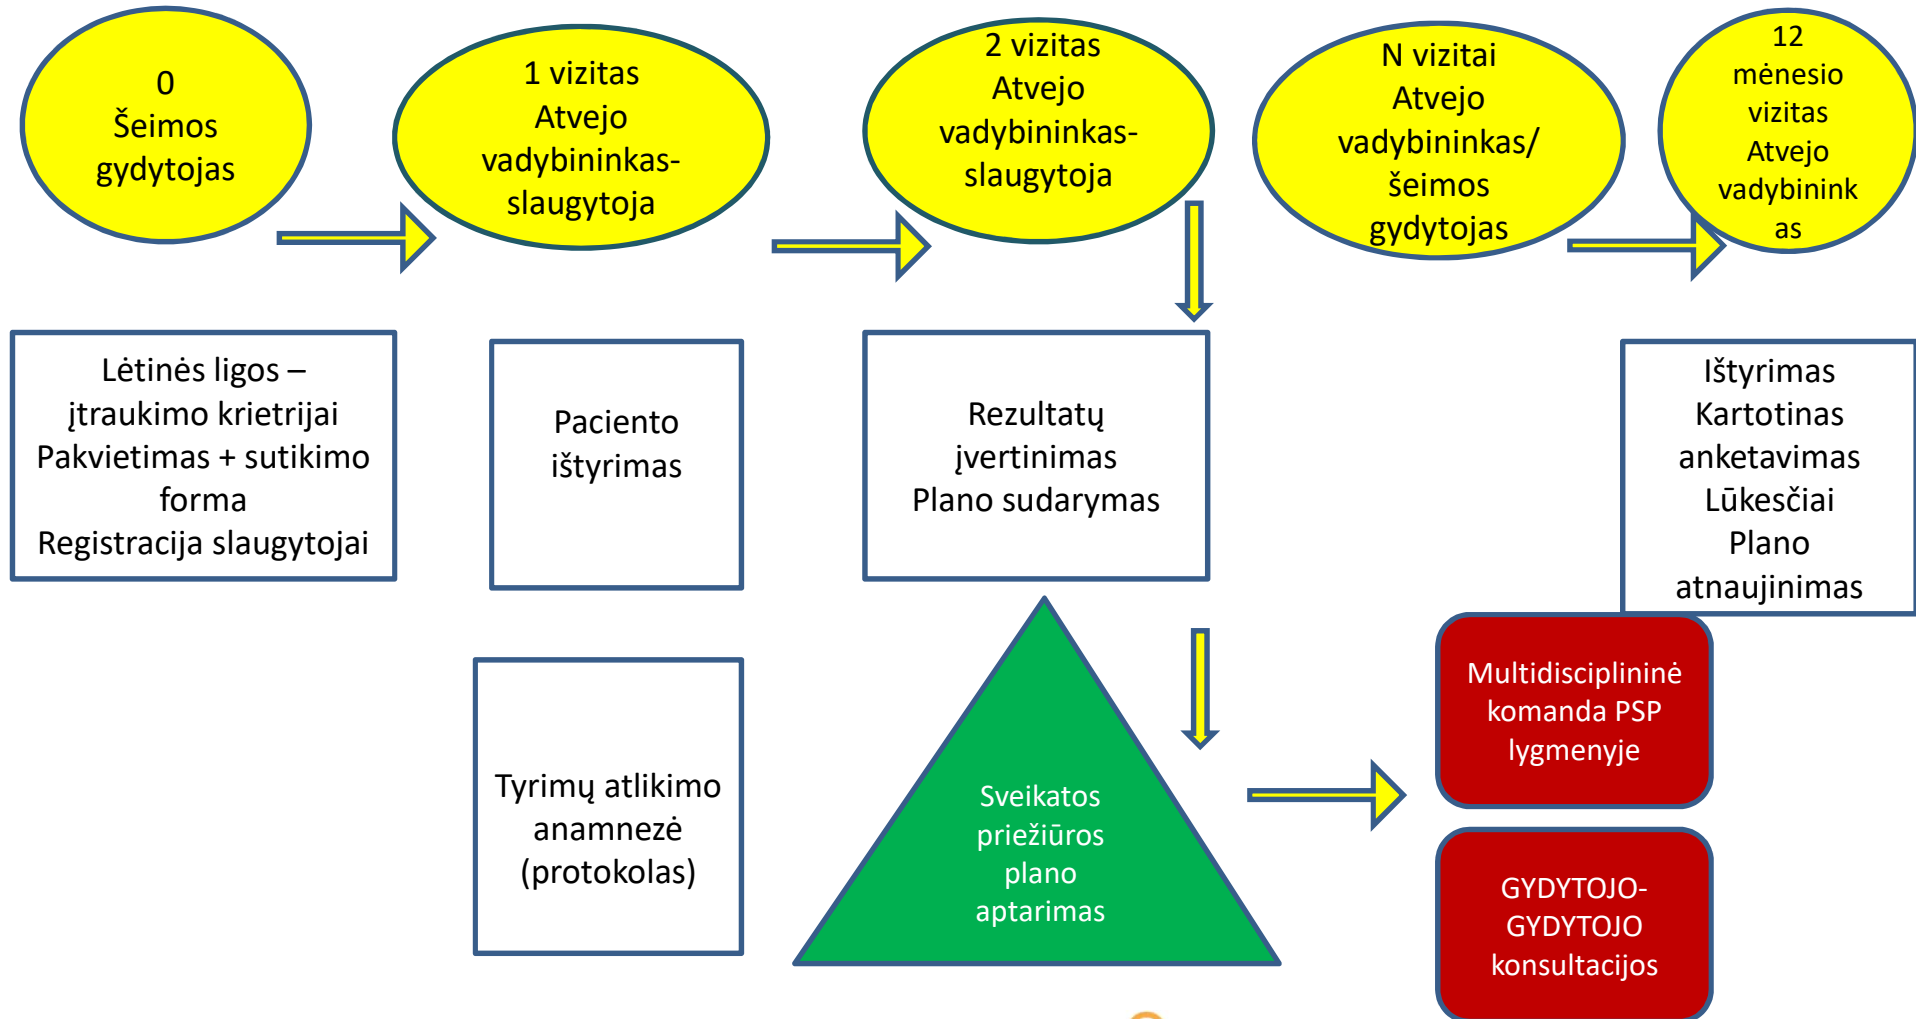 0
Šeimos
gydytojas
1 vizitas
Atvejo
vadybininkas-
slaugytoja
2 vizitas
Atvejo
vadybininkas-
slaugytoja
N vizitai
Atvejo
vadybininkas/
šeimos
gydytojas
12
mėnesio
vizitas
Atvejo
vadybinink
as
Lėtinės ligos –
įtraukimo krietrijai
Pakvietimas + sutikimo
forma
Registracija slaugytojai
Paciento
ištyrimas
Rezultatų
įvertinimas
Plano sudarymas
Ištyrimas
Kartotinas
anketavimas
Lūkesčiai
Plano
atnaujinimas
Tyrimų atlikimo
anamnezė
(protokolas)
Sveikatos
priežiūros
plano
aptarimas
Multidisciplininė
komanda PSP
lygmenyje
GYDYTOJO-
GYDYTOJO
konsultacijos